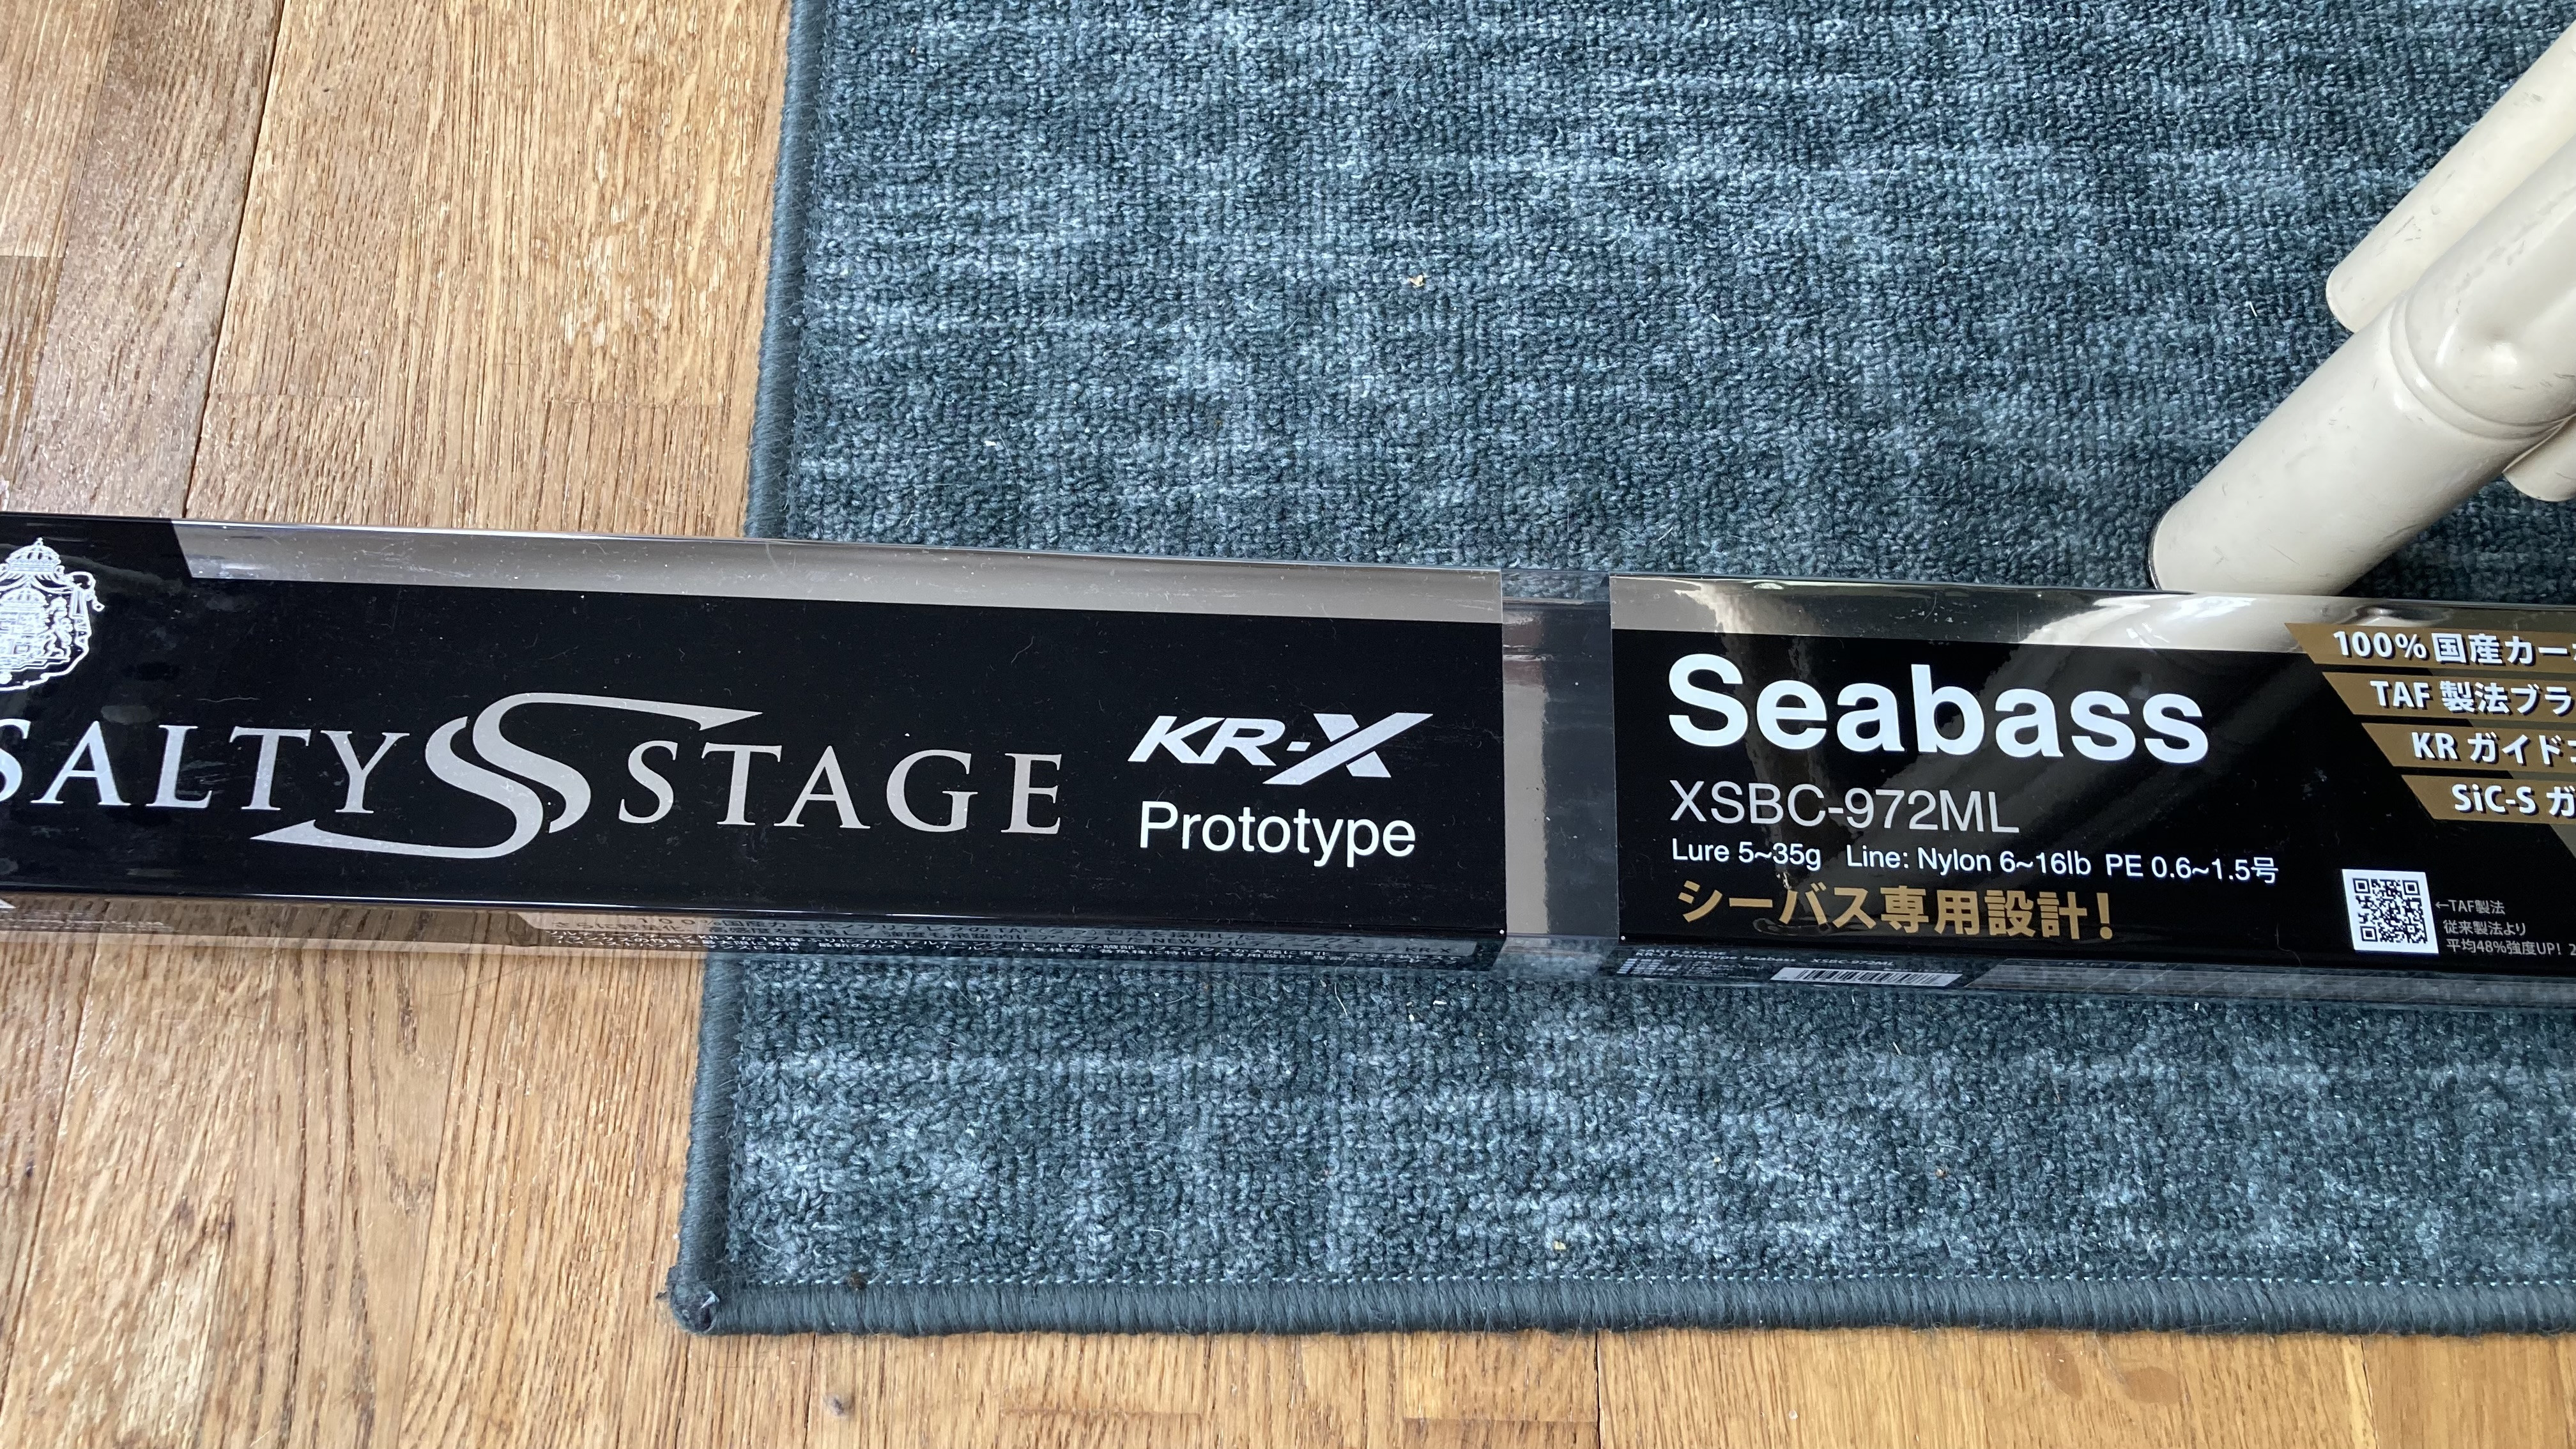 SALTY STAGE
KR-X
Prototype
Seabass
XSBC-972ML
Lure 5~35g Line: Nylon 6~16lb PE 0.6~1.5号
シーバス専用設計!
100% 国産カー
TAF 製法ブラ
KR ガイド
SiC-S ガ
←TAF製法
従来製法より
平均48%強度UP! 2
XSBC-972ML